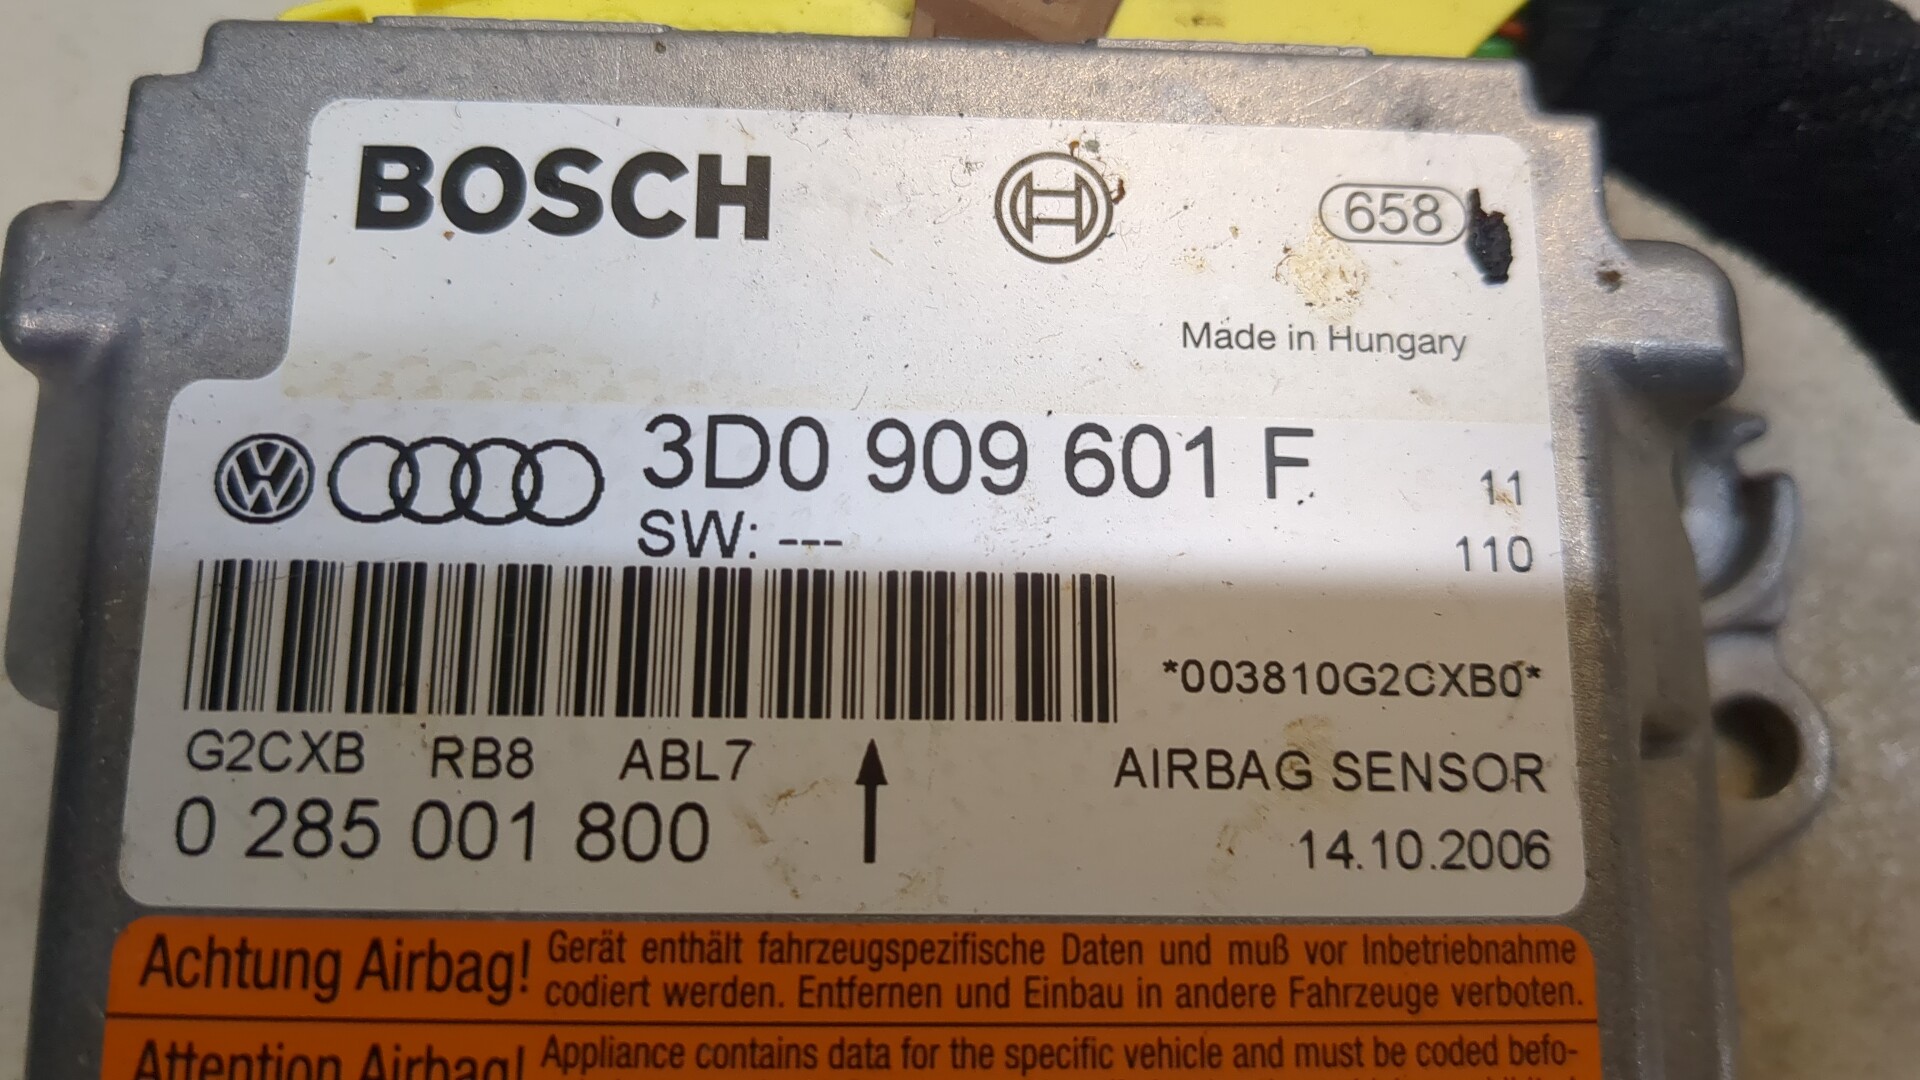 BOSCH
658
Made in Hungary
3D0 909 601 F
11
SW: ---
110
*003810G2CXB0*
G2CXB RB8 ABL7
AIRBAG SENSOR
0 285 001 800
14.10.2006
Achtung Airbag!
Gerät enthält fahrzeugspezifische Daten und muß vor Inbetriebnahme
codiert werden. Entfernen und Einbau in andere Fahrzeuge verboten.
Attention Airbag!
Appliance contains data for the specific vehicle and must be coded befo-